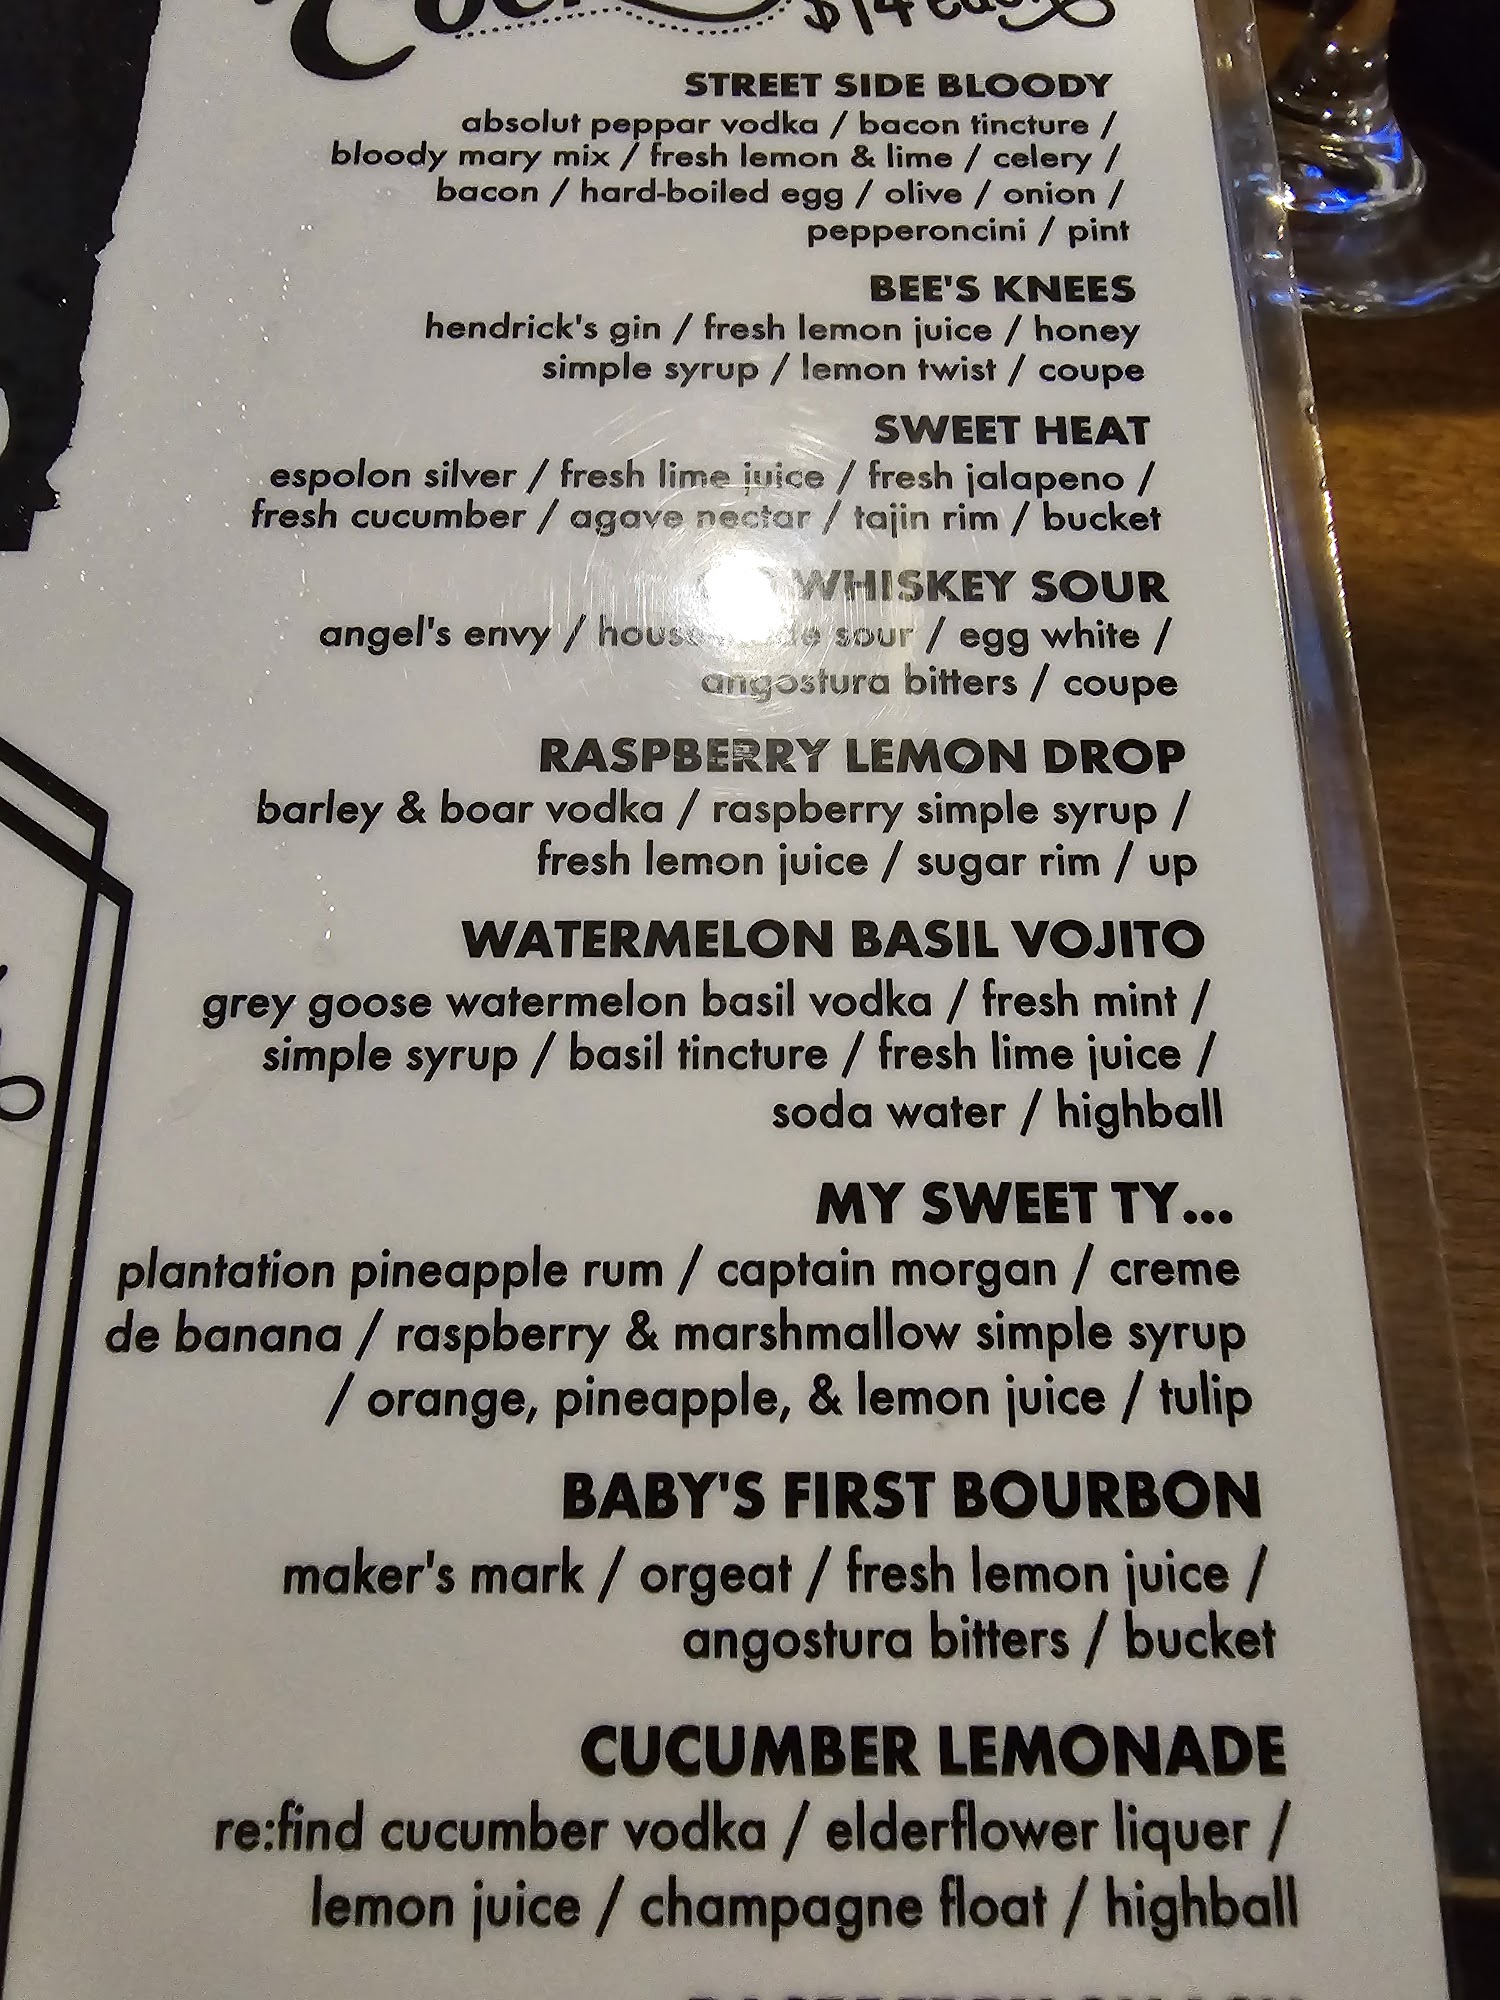 $14 each
STREET SIDE BLOODY
absolut peppar vodka / bacon tincture /
bloody mary mix / fresh lemon & lime / celery /
bacon / hard-boiled egg / olive / onion /
pepperoncini / pint
BEE'S KNEES
hendrick's gin / fresh lemon juice / honey
simple syrup / lemon twist / coupe
SWEET HEAT
espolon silver / fresh lime juice / fresh jalapeno /
fresh cucumber / agave nectar / tajin rim / bucket
WHISKEY SOUR
angel's envy / sour / egg white /
angostura bitters / coupe
RASPBERRY LEMON DROP
barley & boar vodka / raspberry simple syrup /
fresh lemon juice / sugar rim / up
WATERMELON BASIL VOJITO
grey goose watermelon basil vodka / fresh mint /
simple syrup / basil tincture / fresh lime juice /
soda water / highball
MY SWEET TY...
plantation pineapple rum / captain morgan / creme
de banana / raspberry & marshmallow simple syrup
/ orange, pineapple, & lemon juice / tulip
BABY'S FIRST BOURBON
maker's mark / orgeat / fresh lemon juice /
angostura bitters / bucket
CUCUMBER LEMONADE
re:find cucumber vodka / elderflower liquer /
lemon juice / champagne float / highball